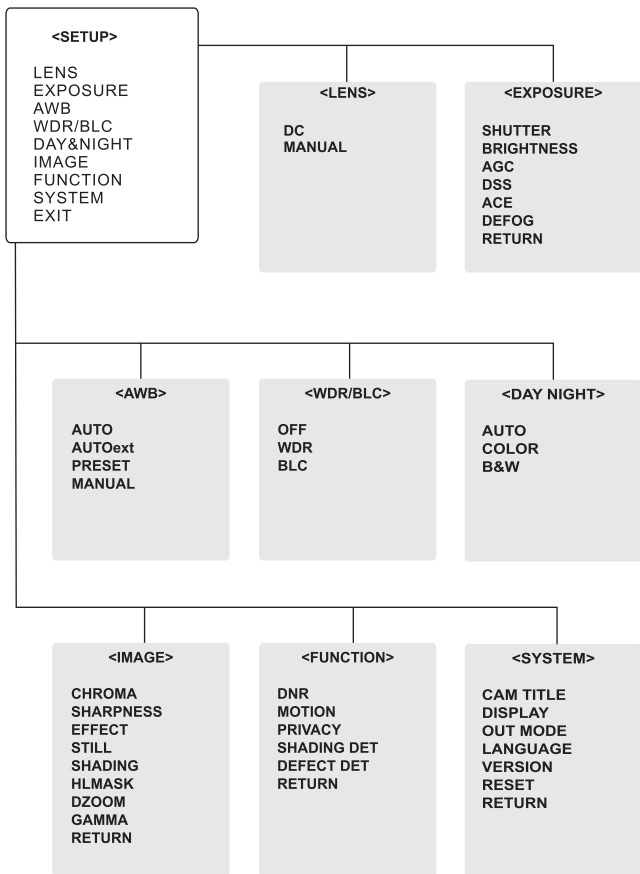 <SETUP>
LENS
EXPOSURE
AWB
WDR/BLC
DAY&NIGHT
IMAGE
FUNCTION
SYSTEM
EXIT
<LENS>
DC
MANUAL
<EXPOSURE>
SHUTTER
BRIGHTNESS
AGC
DSS
ACE
DEFOG
RETURN
<AWB>
AUTO
AUTOext
PRESET
MANUAL
<WDR/BLC>
OFF
WDR
BLC
<DAY NIGHT>
AUTO
COLOR
B&W
<IMAGE>
CHROMA
SHARPNESS
EFFECT
STILL
SHADING
HLMASK
DZOOM
GAMMA
RETURN
<FUNCTION>
DNR
MOTION
PRIVACY
SHADING DET
DEFECT DET
RETURN
<SYSTEM>
CAM TITLE
DISPLAY
OUT MODE
LANGUAGE
VERSION
RESET
RETURN